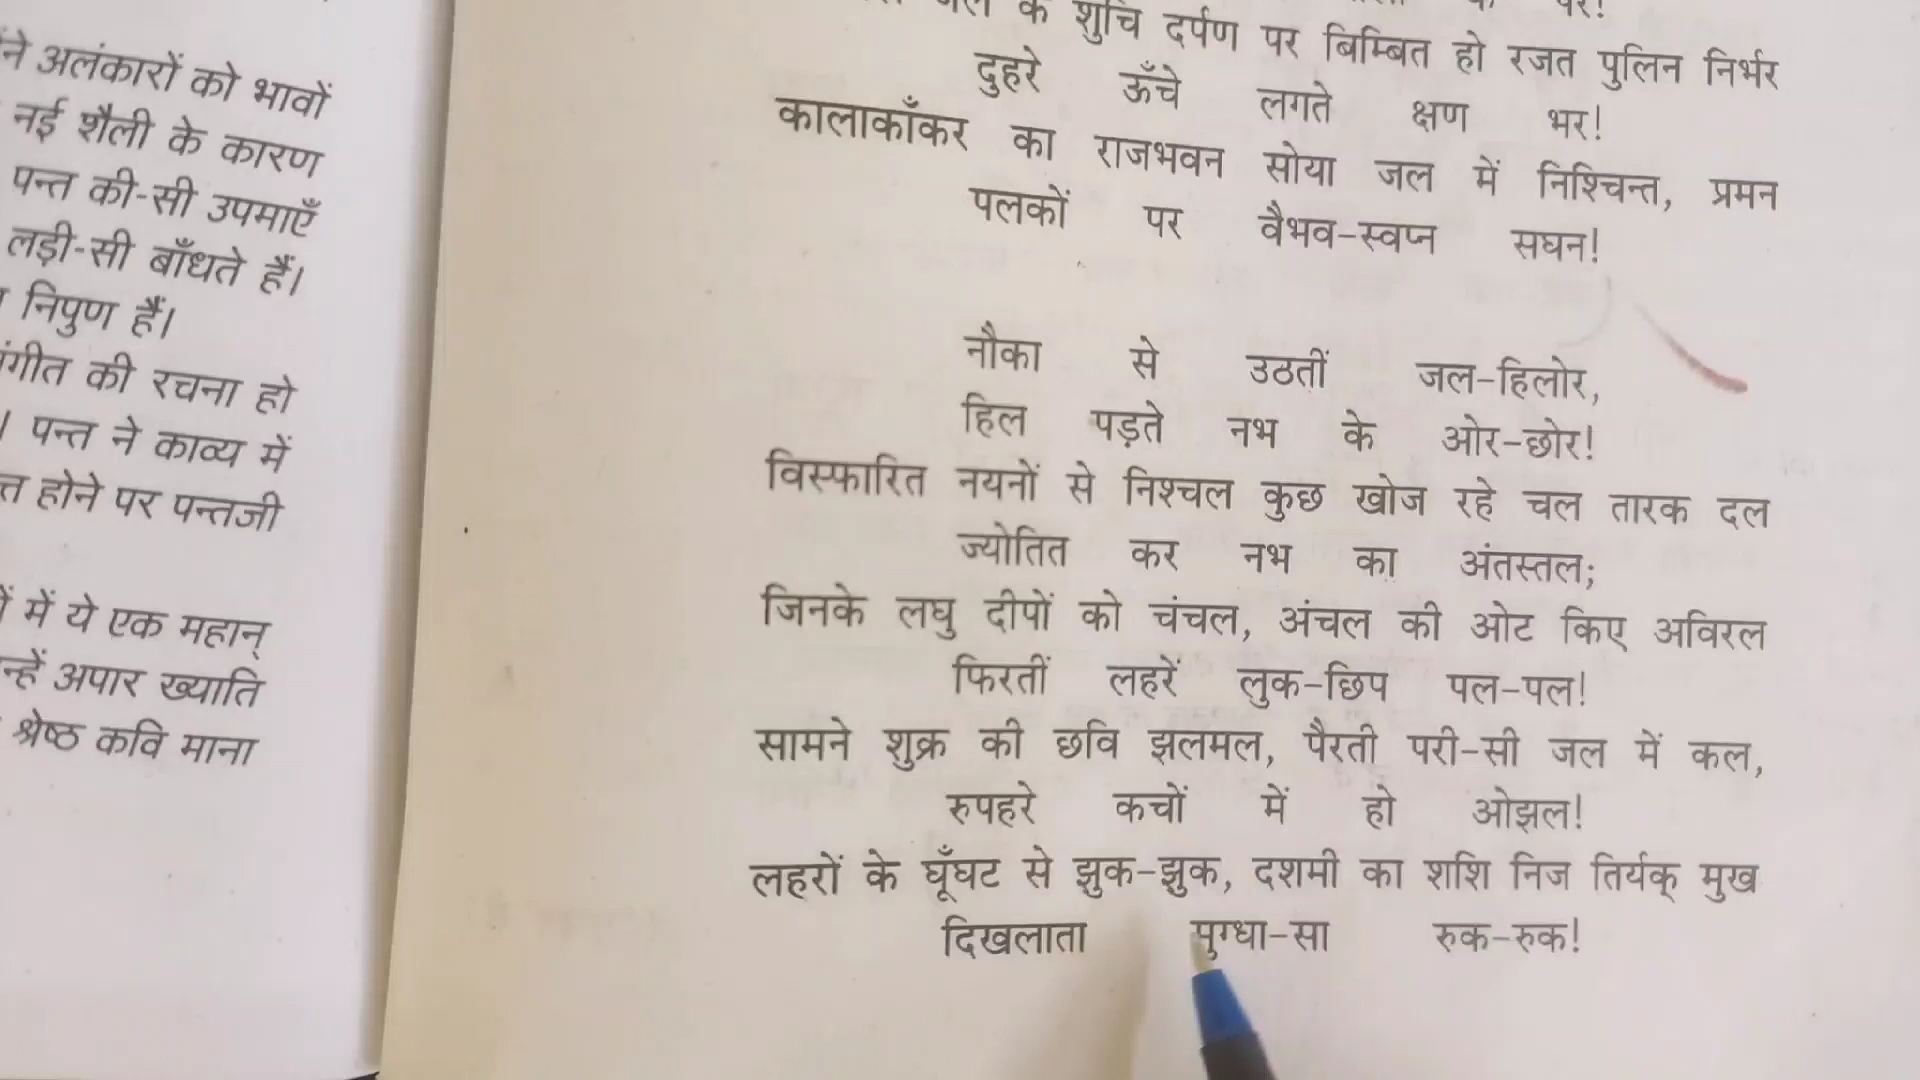 ने अलंकारों को भावों
नई शैली के कारण
पन्त की-सी उपमाएँ
लड़ी-सी बाँधते हैं।
निपुण हैं।
संगीत की रचना हो
। पन्त ने काव्य में
होने पर पन्तजी
में ये एक महान्
अपार ख्याति
श्रेष्ठ कवि माना
के शुचि दर्पण पर बिम्बित हो रजत पुलिन निर्भर
दुहरे ऊँचे लगते क्षण भर!
कालाकाँकर का राजभवन सोया जल में निश्चिन्त, प्रमन
पलकों पर वैभव-स्वप्न सघन!
नौका से उठतीं जल-हिलोर,
हिल पड़ते नभ के ओर-छोर!
विस्फारित नयनों से निश्चल कुछ खोज रहे चल तारक दल
ज्योतित कर नभ का अंतस्तल;
जिनके लघु दीपों को चंचल, अंचल की ओट किए अविरल
फिरतीं लहरें लुक-छिप पल-पल!
सामने शुक्र की छवि झलमल, पैरती परी-सी जल में कल,
रुपहरे कचों में हो ओझल!
लहरों के घूँघट से झुक-झुक, दशमी का शशि निज तिर्यक् मुख
दिखलाता मुग्धा-सा रुक-रुक!